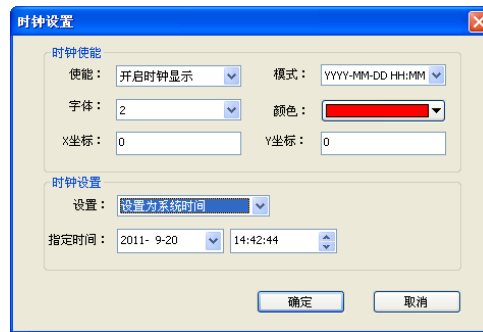 时钟设置
时钟使能
使能： 开启时钟显示 模式： YYYY-MM-DD HH:MM
字体： 2 颜色：
X坐标： 0 Y坐标： 0
时钟设置
设置： 设置为系统时间
指定时间： 2011- 9-20 14:42:44
确定 取消